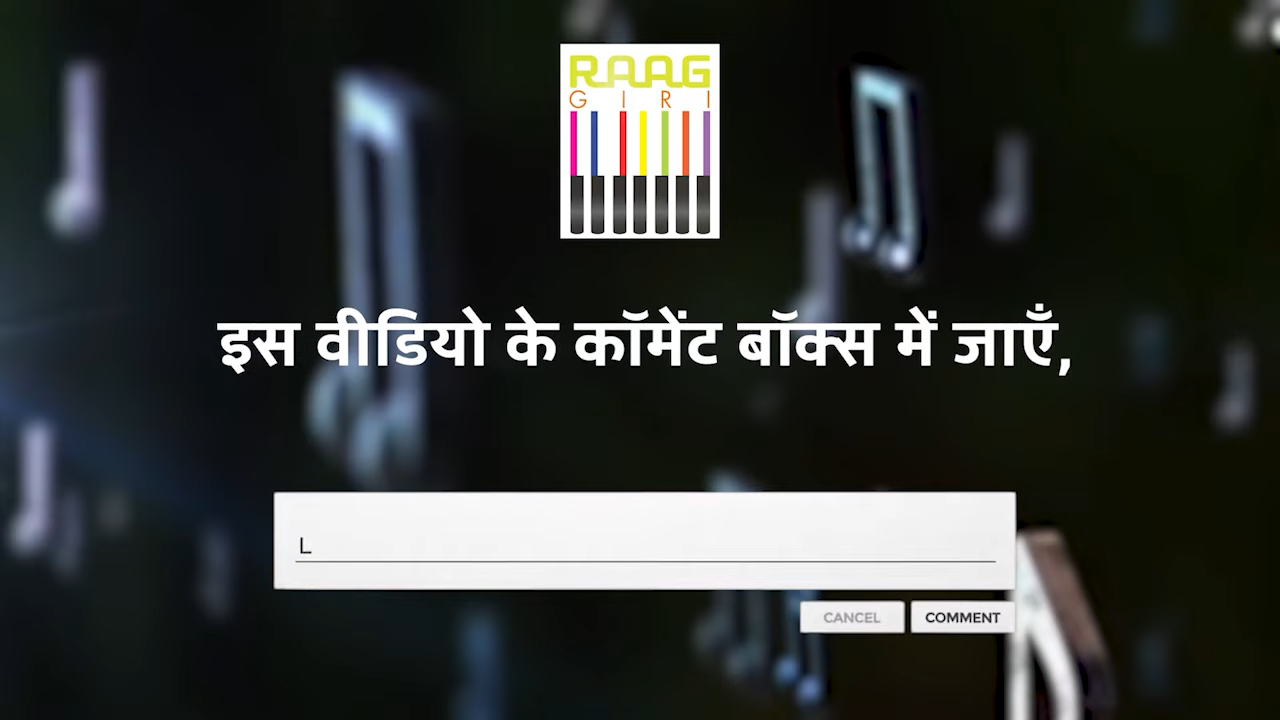 RAAG
GIRI
इस वीडियो के कॉमेंट बॉक्स में जाएँ,
L
CANCEL COMMENT